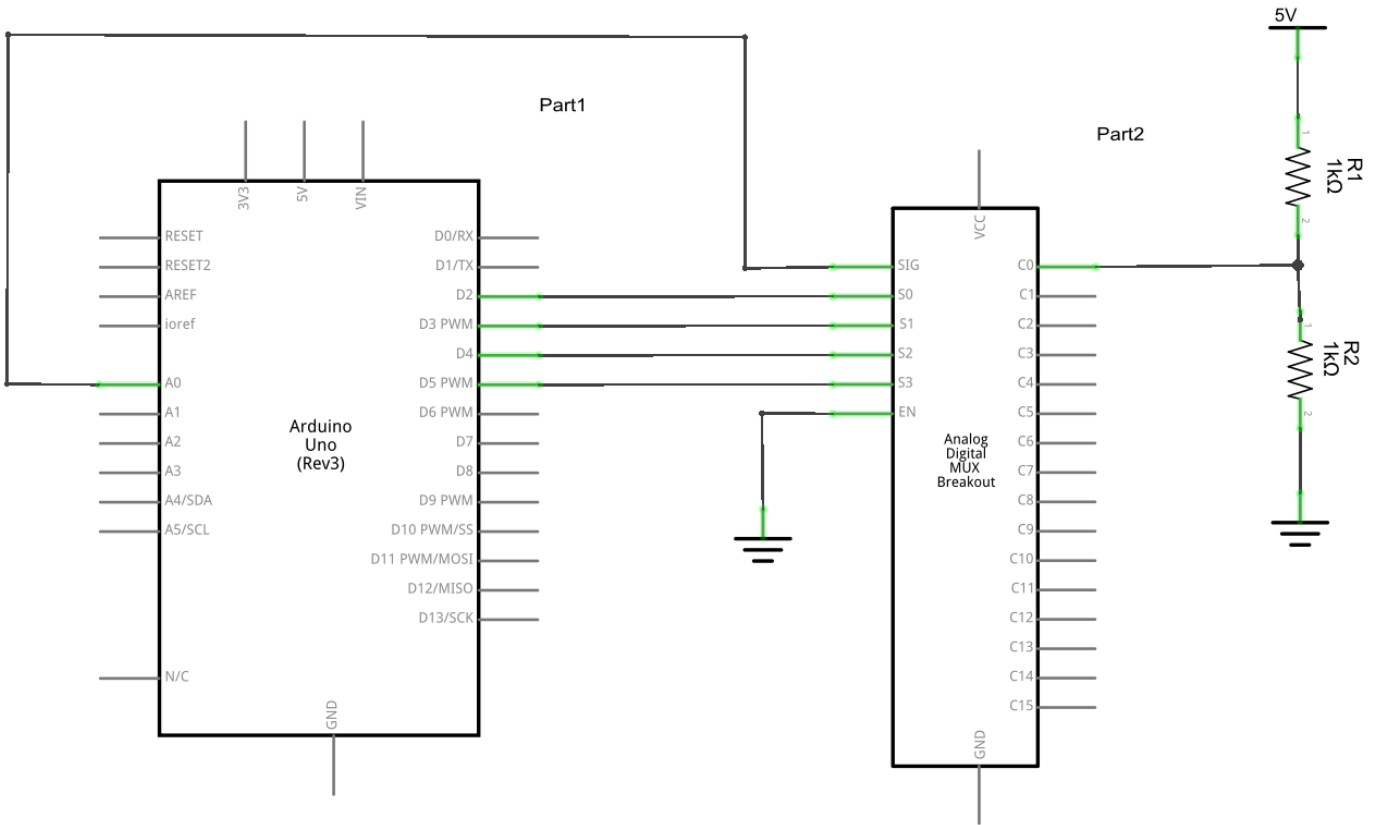 5V
Part1
Part2
3V3
5V
VIN
RESET
RESET2
AREF
ioref
A0
A1
A2
A3
A4/SDA
A5/SCL
N/C
Arduino
Uno
(Rev3)
D0/RX
D1/TX
D2
D3 PWM
D4
D5 PWM
D6 PWM
D7
D8
D9 PWM
D10 PWM/SS
D11 PWM/MOSI
D12/MISO
D13/SCK
GND
VCC
SIG
S0
S1
S2
S3
EN
Analog
Digital
MUX
Breakout
C0
C1
C2
C3
C4
C5
C6
C7
C8
C9
C10
C11
C12
C13
C14
C15
GND
1
R1
1kΩ
2
1
R2
1kΩ
2